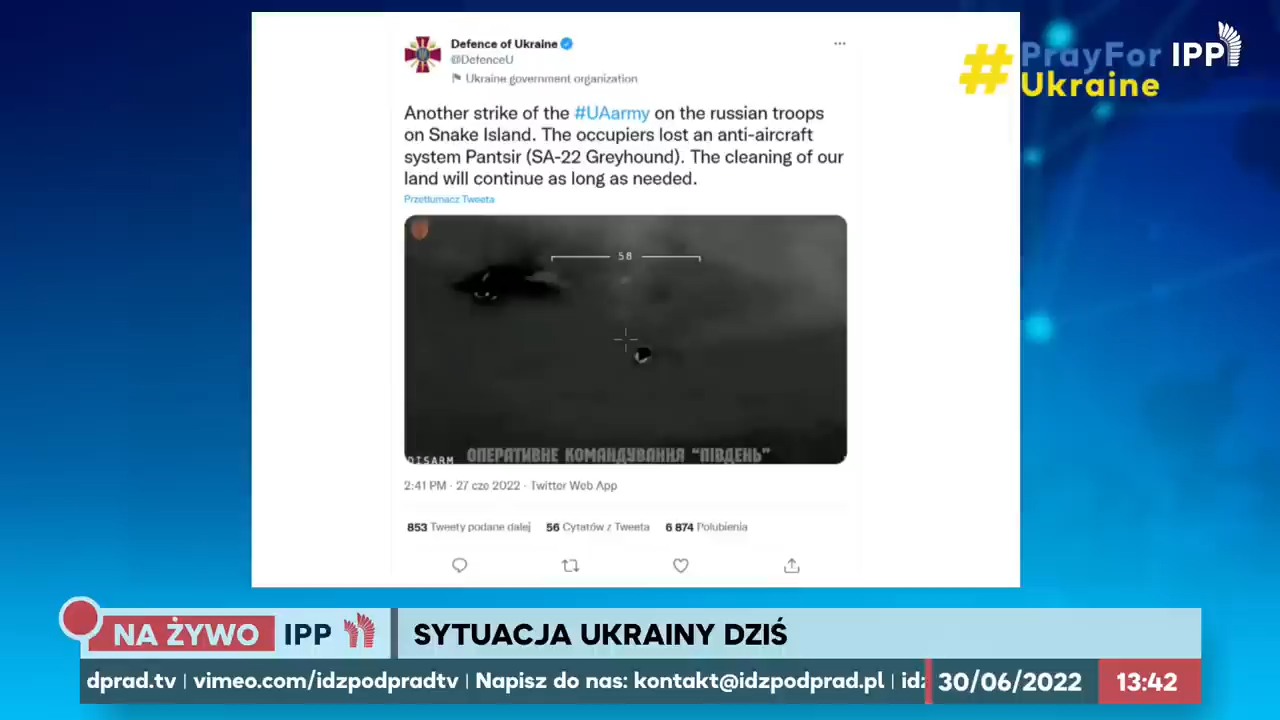 Defence of Ukraine
@DefenceU
Ukraine government organization
#PrayFor
Ukraine
IPP
Another strike of the #UAarmy on the russian troops
on Snake Island. The occupiers lost an anti-aircraft
system Pantsir (SA-22 Greyhound). The cleaning of our
land will continue as long as needed.
Przetłumacz Tweeta
58
DISARM
ОПЕРАТИВНЕ КОМАНДУВАННЯ "ПІВДЕНЬ"
2:41 PM · 27 cze 2022 · Twitter Web App
853 Tweety podane dalej 56 Cytatów z Tweeta 6 874 Polubienia
NA ŻYWO IPP
SYTUACJA UKRAINY DZIŚ
dprad.tv | vimeo.com/idzpodpradtv | Napisz do nas: kontakt@idzpodprad.pl | idz
30/06/2022 13:42